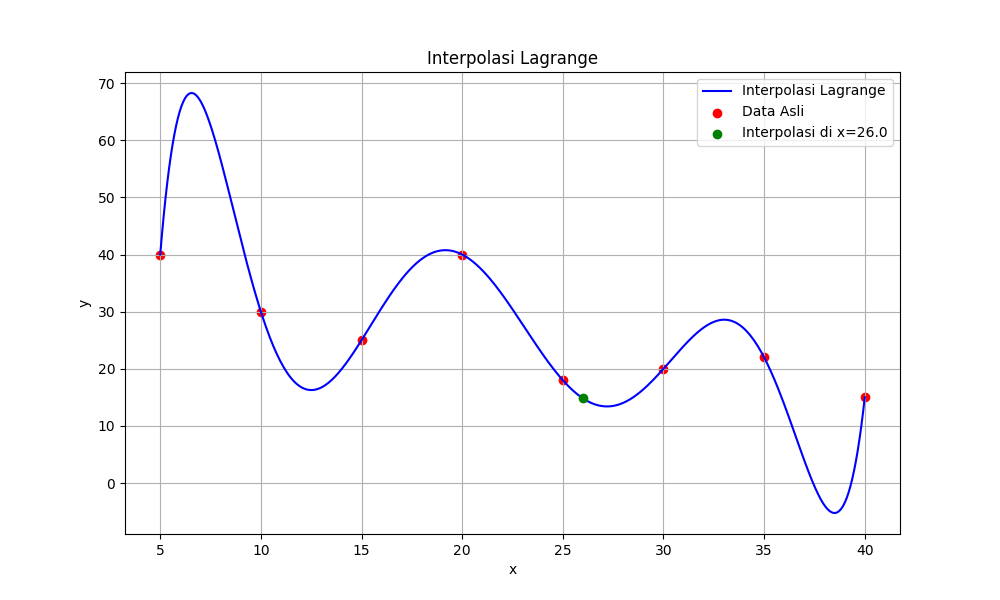 Interpolasi Lagrange
Interpolasi Lagrange
Data Asli
Interpolasi di x=26.0
70
60
50
40
30
20
10
0
y
5 10 15 20 25 30 35 40
x